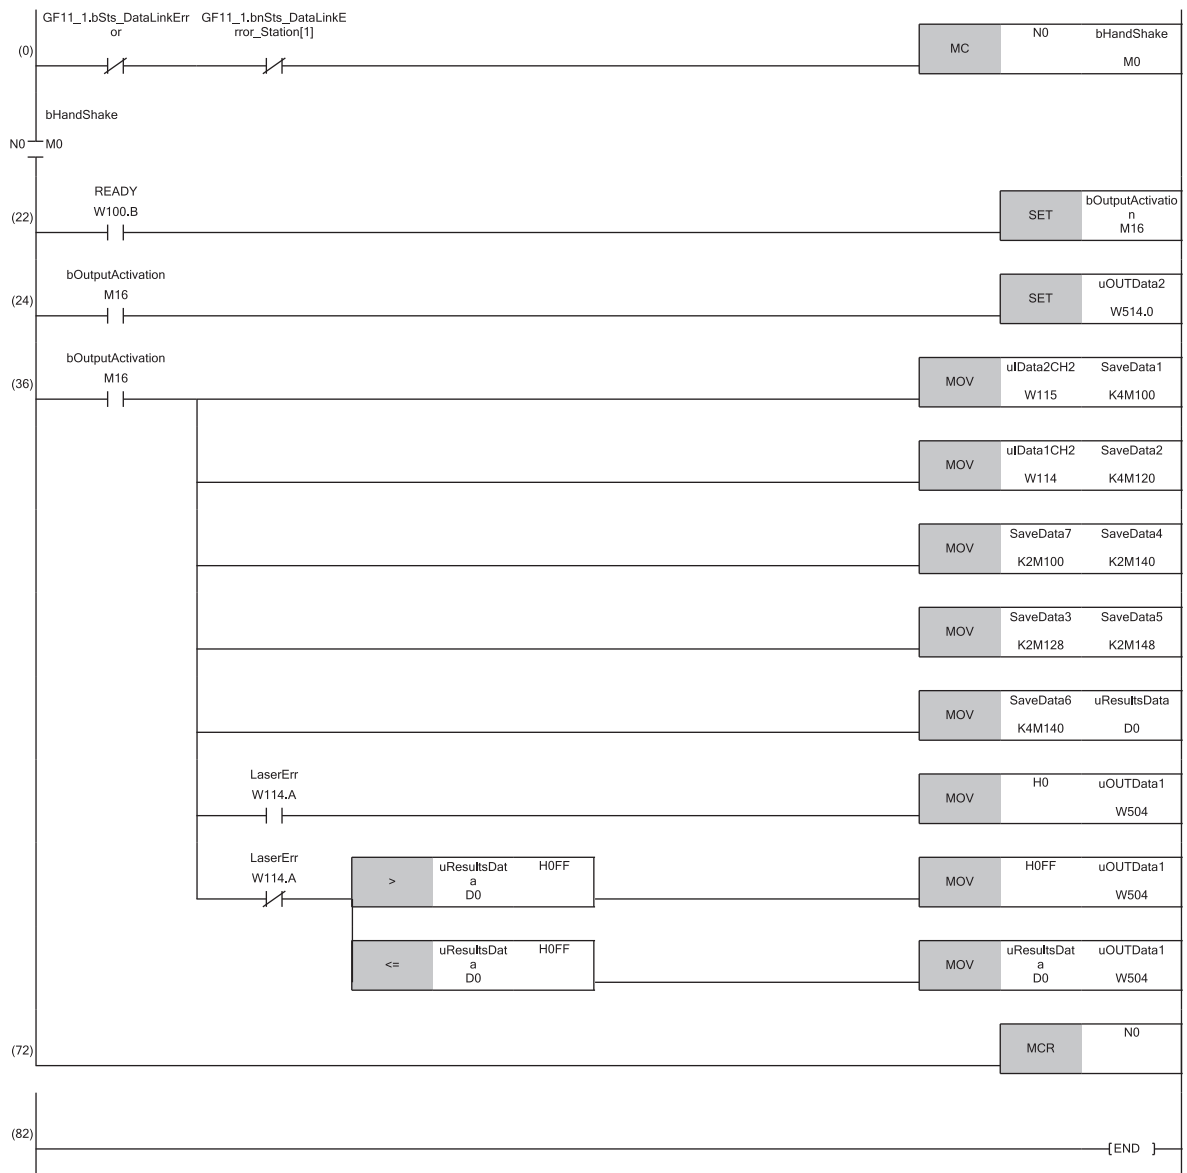 GF11_1.bSts_DataLinkErr
or
GF11_1.bnSts_DataLinkE
rror_Station[1]
(0)
MC
N0
bHandShake
M0
bHandShake
N0
M0
READY
W100.B
(22)
SET
bOutputActivatio
n
M16
bOutputActivation
M16
(24)
SET
uOUTData2
W514.0
bOutputActivation
M16
(36)
MOV
uIData2CH2
W115
SaveData1
K4M100
MOV
uIData1CH2
W114
SaveData2
K4M120
MOV
SaveData7
K2M100
SaveData4
K2M140
MOV
SaveData3
K2M128
SaveData5
K2M148
MOV
SaveData6
K4M140
uResultsData
D0
LaserErr
W114.A
MOV
H0
uOUTData1
W504
LaserErr
W114.A
>
uResultsDat
a
D0
H0FF
MOV
H0FF
uOUTData1
W504
<=
uResultsDat
a
D0
H0FF
MOV
uResultsDat
a
D0
uOUTData1
W504
(72)
MCR
N0
(82)
[END ]